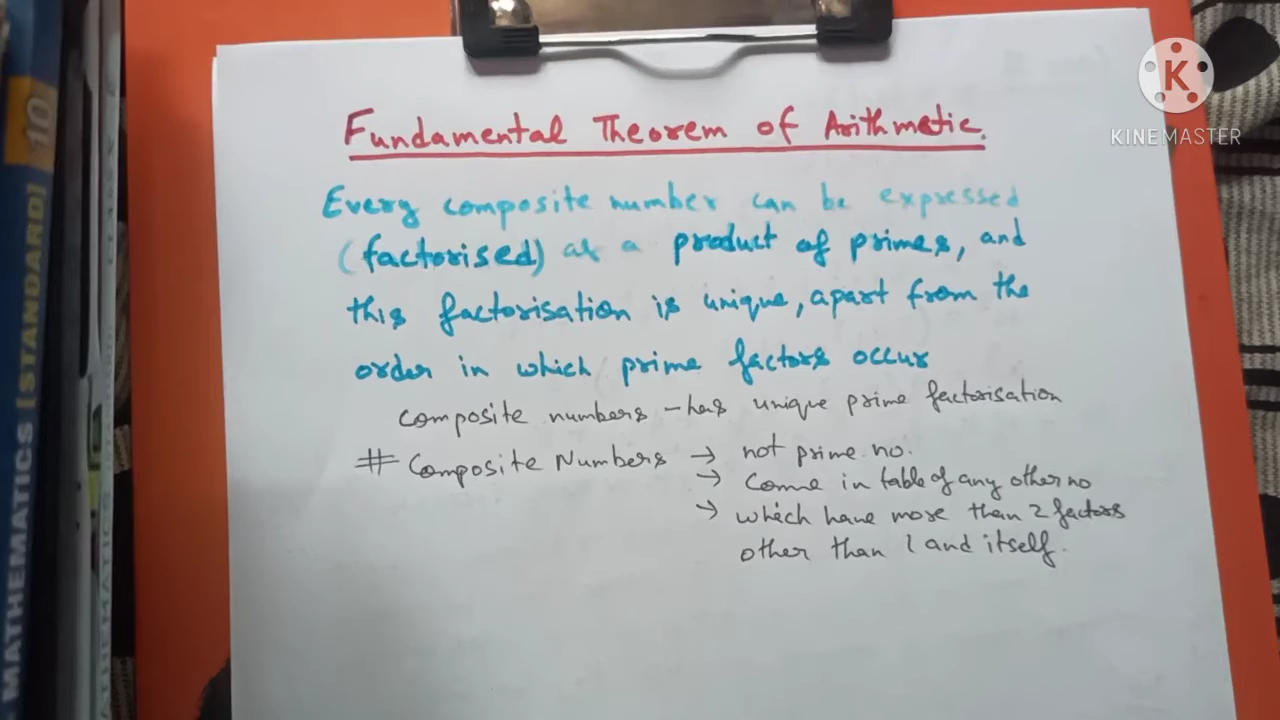 Fundamental Theorem of Arithmetic.
Every composite number can be expressed
(factorised) as a product of primes, and
this factorisation is unique, apart from the
order in which prime factors occur
composite numbers - has unique prime factorisation
# Composite Numbers → not prime no.
→ Come in table of any other no
→ which have more than 2 factors
other than 1 and itself.
K
KINEMASTER
MATHEMATICS [STANDARD] 10